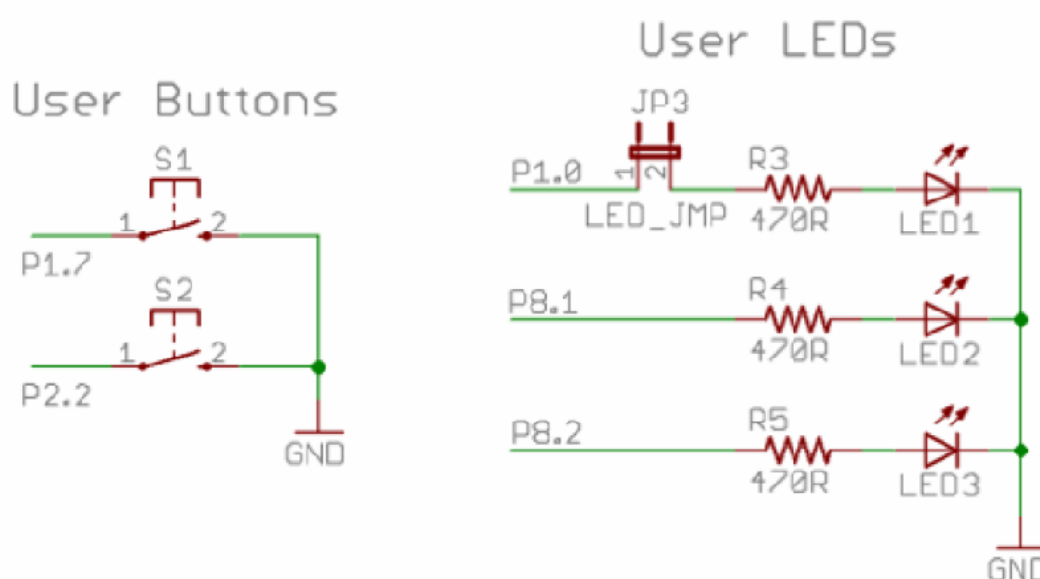 User Buttons
S1
1
2
P1.7
S2
1
2
P2.2
GND
User LEDs
JP3
P1.0
1
2
LED_JMP
R3
470R
LED1
P8.1
R4
470R
LED2
P8.2
R5
470R
LED3
GND